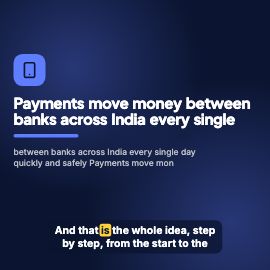 Payments move money between
banks across India every single
between banks across India every single day
quickly and safely Payments move mon
And that is the whole idea, step
by step, from the start to the